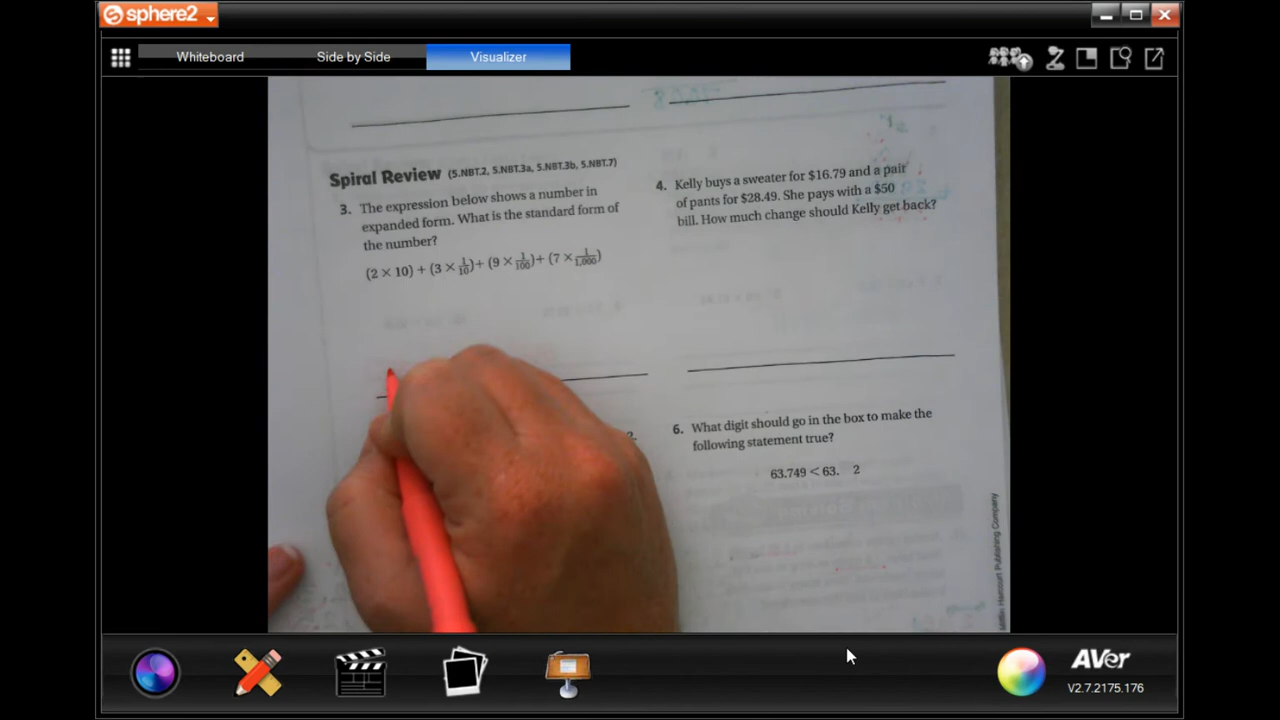 sphere2
Whiteboard
Side by Side
Visualizer
Spiral Review (5.NBT.2, 5.NBT.3a, 5.NBT.3b, 5.NBT.7)
3. The expression below shows a number in
expanded form. What is the standard form of
the number?
(2 × 10) + (3 × 1/10) + (9 × 1/100) + (7 × 1/1,000)
4. Kelly buys a sweater for $16.79 and a pair
of pants for $28.49. She pays with a $50
bill. How much change should Kelly get back?
6. What digit should go in the box to make the
following statement true?
63.749 < 63. 2
Mifflin Harcourt Publishing Company
AVer
V2.7.2175.176